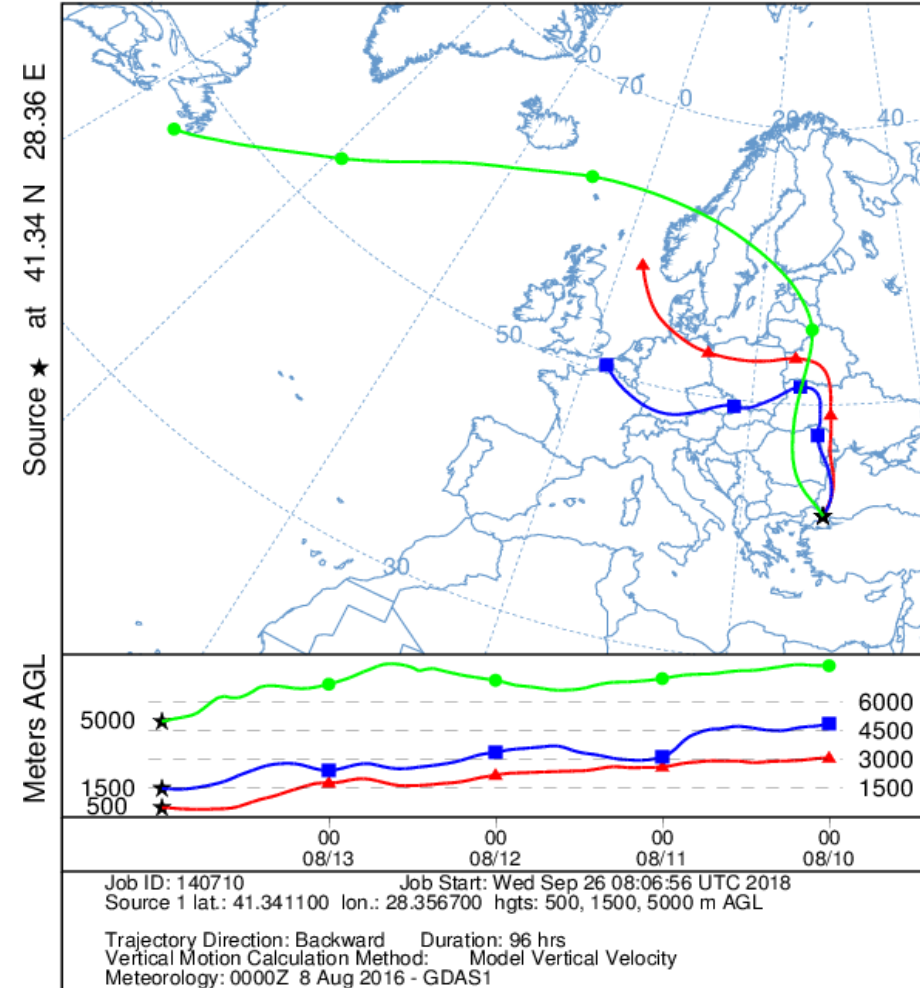 Source ★ at 41.34 N 28.36 E
20
70
0
20
40
50
30
Meters AGL
5000
1500
500
6000
4500
3000
1500
00 00 00 00
08/13 08/12 08/11 08/10
Job ID: 140710 Job Start: Wed Sep 26 08:06:56 UTC 2018
Source 1 lat.: 41.341100 lon.: 28.356700 hgts: 500, 1500, 5000 m AGL
Trajectory Direction: Backward Duration: 96 hrs
Vertical Motion Calculation Method: Model Vertical Velocity
Meteorology: 0000Z 8 Aug 2016 - GDAS1